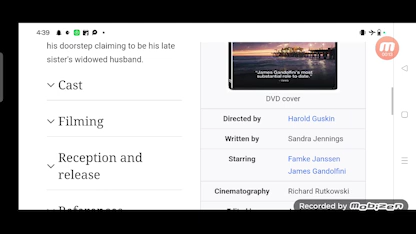 4:39
his doorstep claiming to be his late
sister's widowed husband.
Cast
Filming
Reception and
release
References
"James Gandolfini's most
substantial role to date."
DVD cover
Directed by Harold Guskin
Written by Sandra Jennings
Starring Famke Janssen
James Gandolfini
Cinematography Richard Rutkowski
Recorded by Mobizen